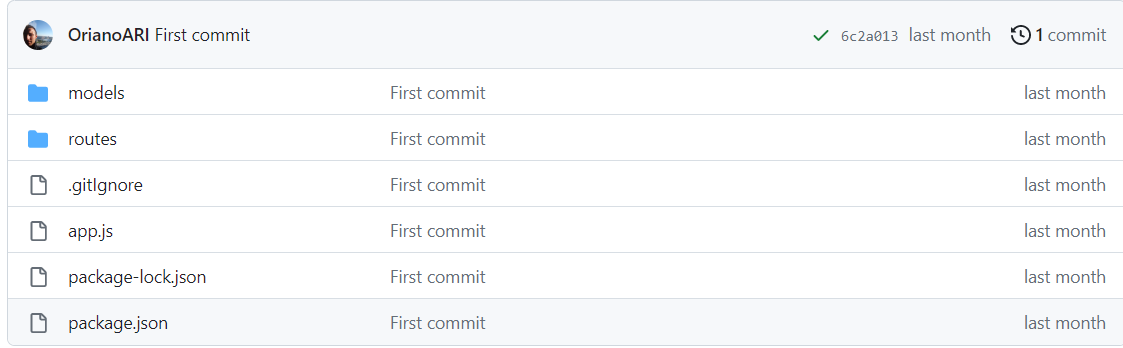 OrianoARI First commit 6c2a013 last month 1 commit
models First commit last month
routes First commit last month
.gitIgnore First commit last month
app.js First commit last month
package-lock.json First commit last month
package.json First commit last month